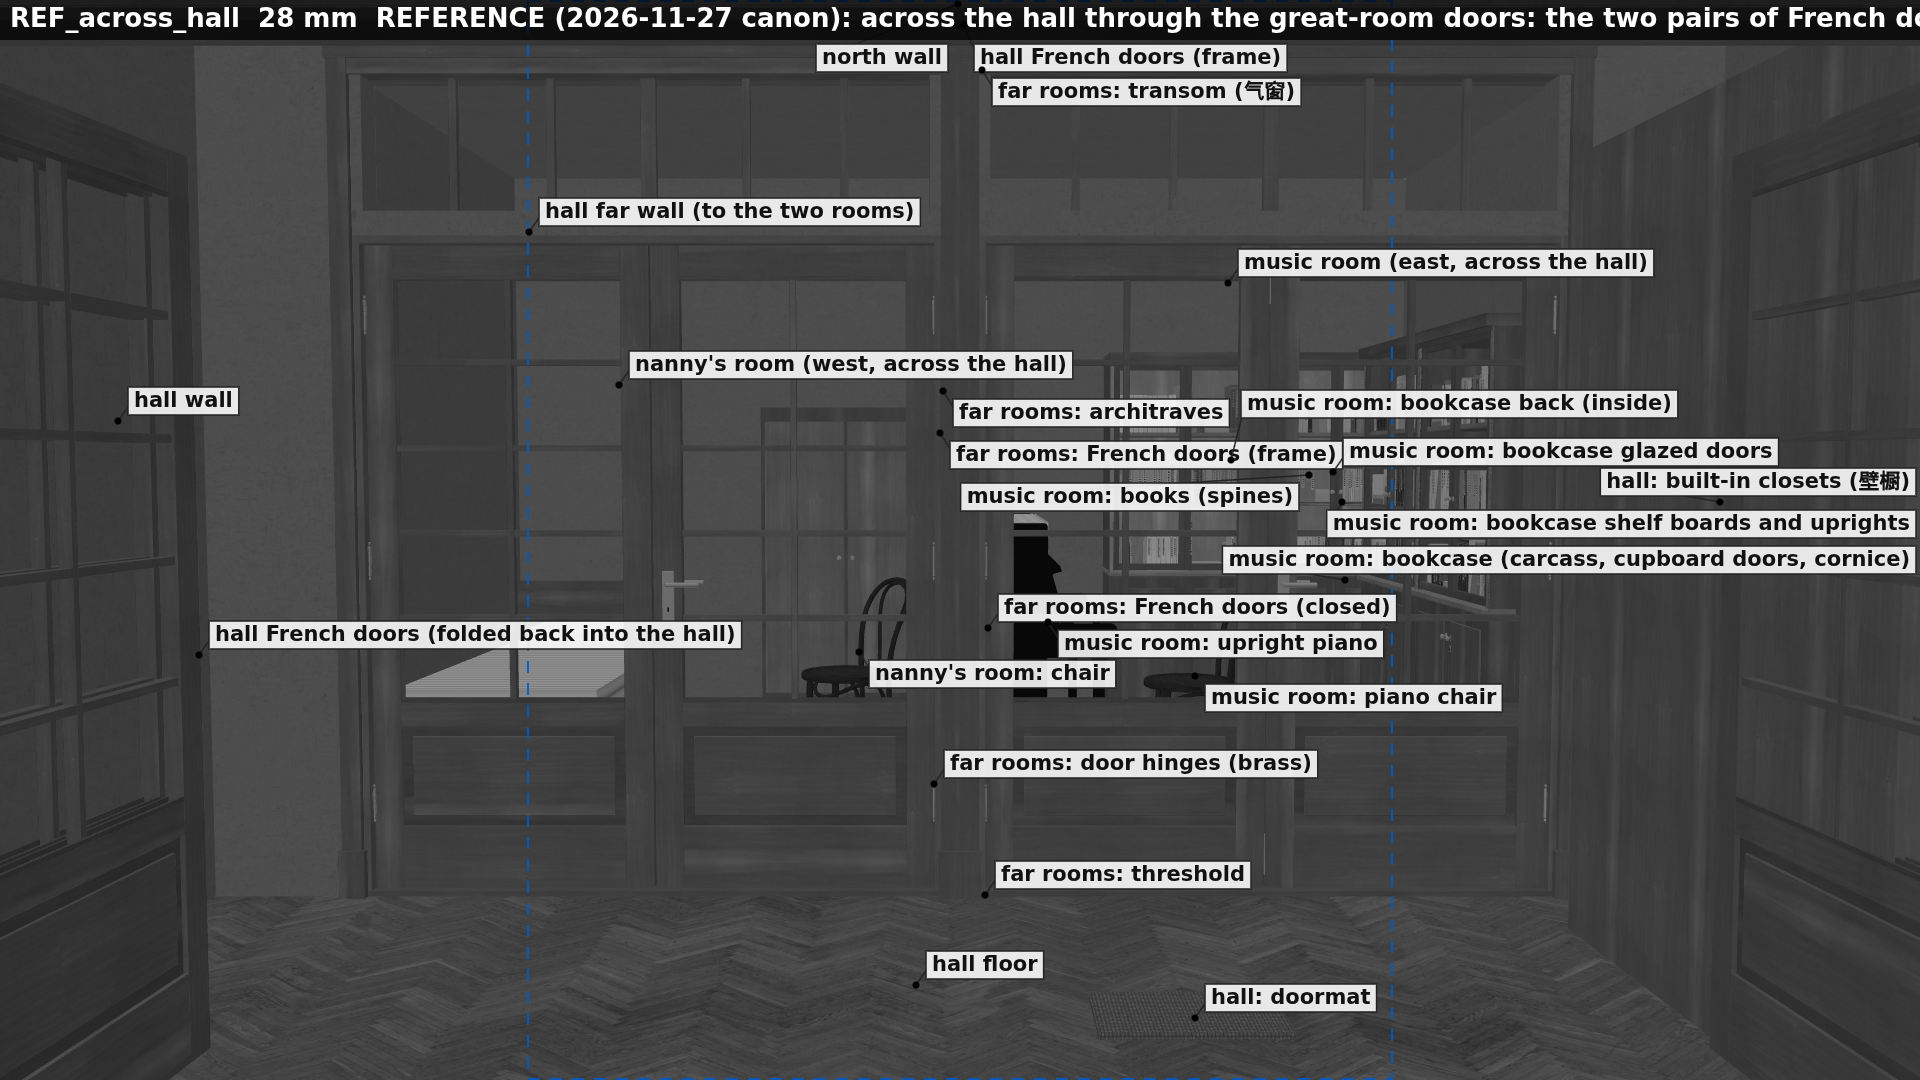 REF_across_hall 28 mm REFERENCE (2026-11-27 canon): across the hall through the great-room doors: the two pairs of French do
north wall
hall French doors (frame)
far rooms: transom (气窗)
hall far wall (to the two rooms)
music room (east, across the hall)
nanny's room (west, across the hall)
hall wall
far rooms: architraves
music room: bookcase back (inside)
far rooms: French doors (frame)
music room: bookcase glazed doors
hall: built-in closets (壁橱)
music room: books (spines)
music room: bookcase shelf boards and uprights
music room: bookcase (carcass, cupboard doors, cornice)
far rooms: French doors (closed)
hall French doors (folded back into the hall)
music room: upright piano
nanny's room: chair
music room: piano chair
far rooms: door hinges (brass)
far rooms: threshold
hall floor
hall: doormat